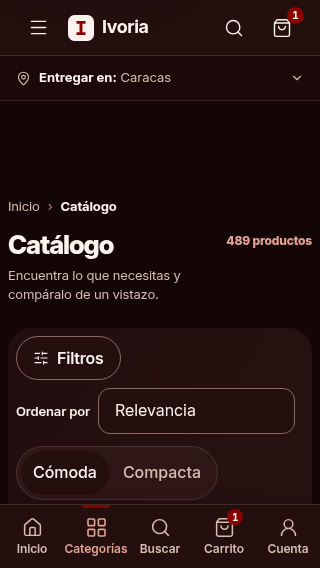 I Ivoria
1
Entregar en: Caracas
Inicio › Catálogo
Catálogo
489 productos
Encuentra lo que necesitas y
compáralo de un vistazo.
Filtros
Ordenar por Relevancia
Cómoda Compacta
1
Inicio Categorías Buscar Carrito Cuenta